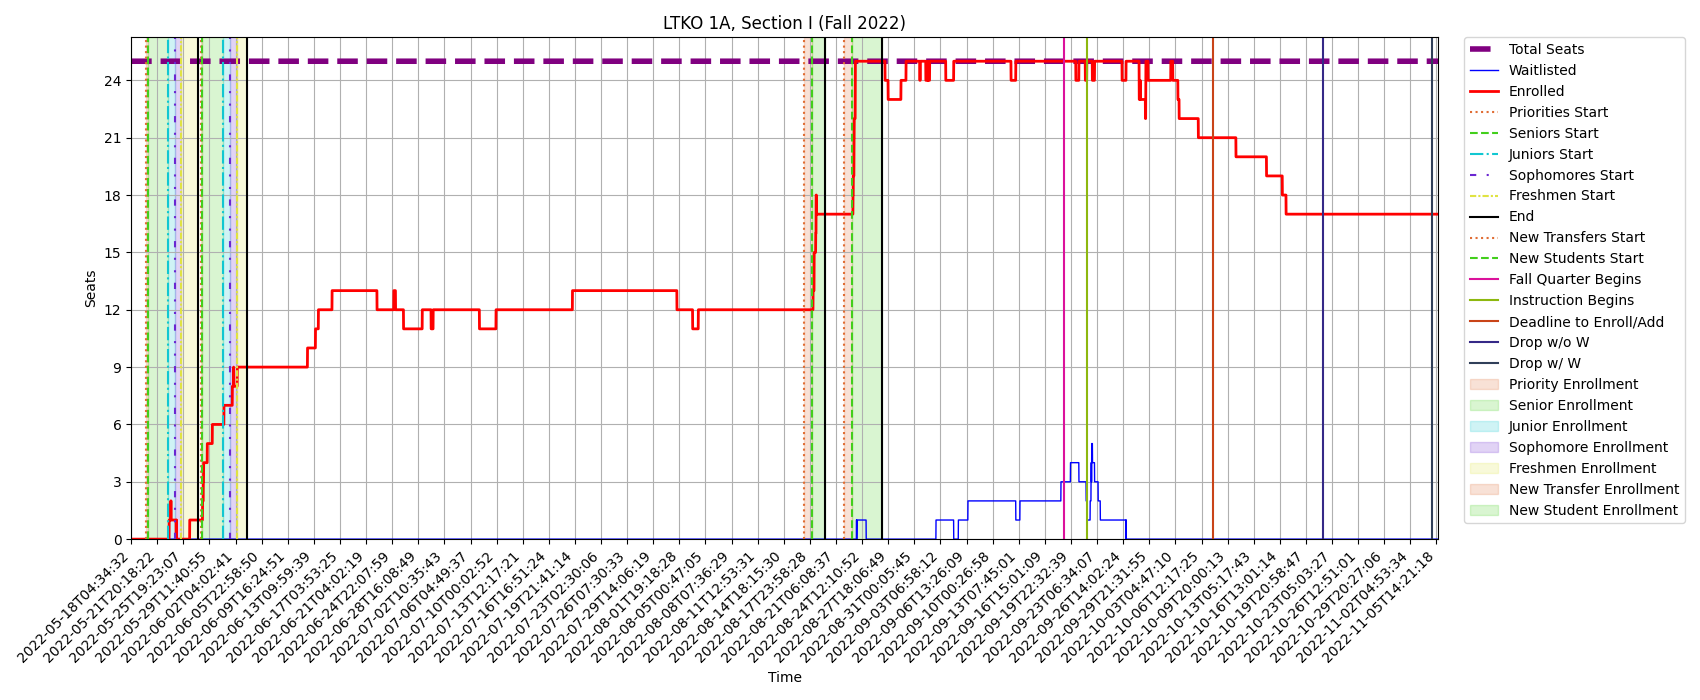 LTKO 1A, Section I (Fall 2022)
Seats
24
21
18
15
12
9
6
3
0
2022-05-18T04:34:32
2022-05-21T20:18:22
2022-05-25T19:23:07
2022-05-29T11:40:55
2022-06-02T04:02:41
2022-06-05T22:58:50
2022-06-09T16:24:51
2022-06-13T09:59:39
2022-06-17T03:53:25
2022-06-21T04:02:19
2022-06-24T22:07:59
2022-06-28T16:08:49
2022-07-02T10:35:43
2022-07-06T04:49:37
2022-07-10T00:02:52
2022-07-13T12:17:21
2022-07-16T16:51:24
2022-07-19T21:41:14
2022-07-23T02:30:06
2022-07-26T07:30:33
2022-07-29T14:06:19
2022-08-01T19:18:28
2022-08-05T00:47:05
2022-08-08T07:36:29
2022-08-11T12:53:31
2022-08-14T18:15:30
2022-08-17T23:58:28
2022-08-21T06:08:37
2022-08-24T12:10:52
2022-08-27T18:06:49
2022-08-31T00:05:45
2022-09-03T06:58:12
2022-09-06T13:26:09
2022-09-10T00:26:58
2022-09-13T07:45:01
2022-09-16T15:01:09
2022-09-19T22:32:39
2022-09-23T06:34:07
2022-09-26T14:02:24
2022-09-29T21:31:55
2022-10-03T04:47:10
2022-10-06T12:17:25
2022-10-09T20:00:13
2022-10-13T05:17:43
2022-10-16T13:01:14
2022-10-19T20:58:47
2022-10-23T05:03:27
2022-10-26T12:51:01
2022-10-29T20:27:06
2022-11-02T04:53:34
2022-11-05T14:21:18
Time
Total Seats
Waitlisted
Enrolled
Priorities Start
Seniors Start
Juniors Start
Sophomores Start
Freshmen Start
End
New Transfers Start
New Students Start
Fall Quarter Begins
Instruction Begins
Deadline to Enroll/Add
Drop w/o W
Drop w/ W
Priority Enrollment
Senior Enrollment
Junior Enrollment
Sophomore Enrollment
Freshmen Enrollment
New Transfer Enrollment
New Student Enrollment